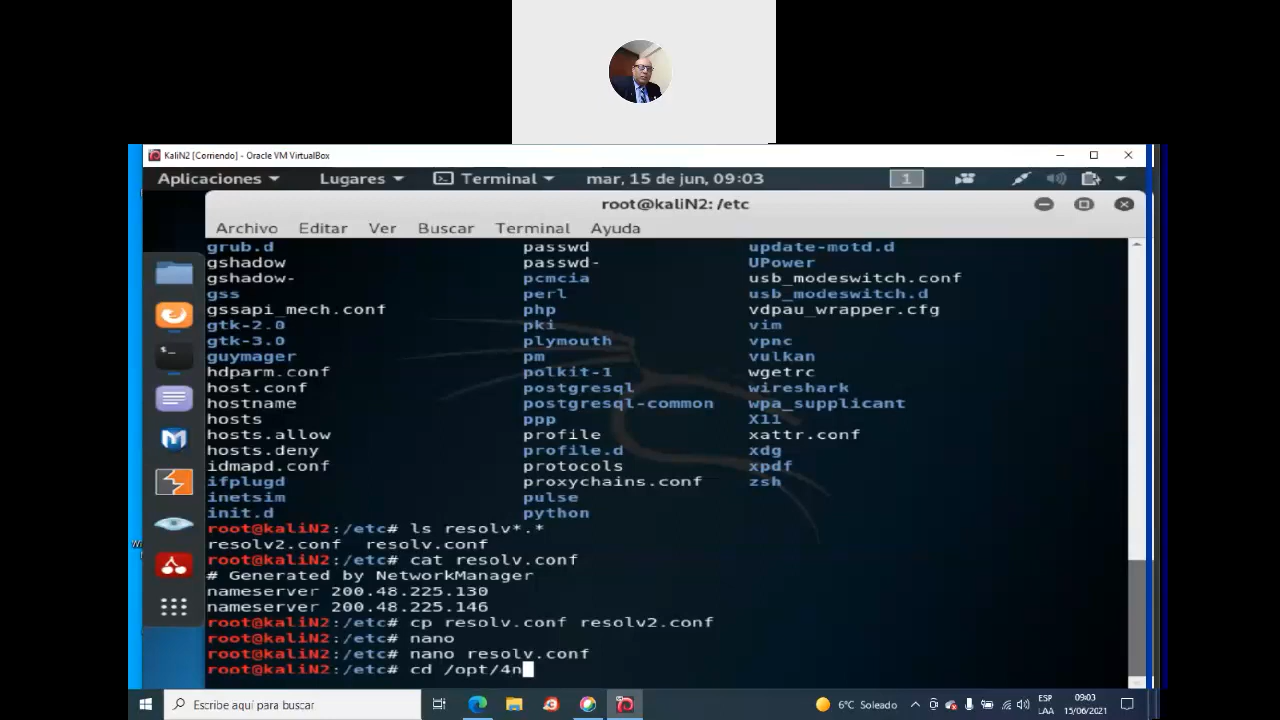 KaliN2 [Corriendo] - Oracle VM VirtualBox
Aplicaciones Lugares Terminal mar, 15 de jun, 09:03 1
root@kaliN2: /etc
Archivo Editar Ver Buscar Terminal Ayuda
grub.d passwd update-motd.d
gshadow passwd- UPower
gshadow- pcmcia usb_modeswitch.conf
gss perl usb_modeswitch.d
gssapi_mech.conf php vdpau_wrapper.cfg
gtk-2.0 pki vim
gtk-3.0 plymouth vpnc
guymager pm vulkan
hdparm.conf polkit-1 wgetrc
host.conf postgresql wireshark
hostname postgresql-common wpa_supplicant
hosts ppp X11
hosts.allow profile xattr.conf
hosts.deny profile.d xdg
idmapd.conf protocols xpdf
ifplugd proxychains.conf zsh
inetsim pulse
init.d python
root@kaliN2:/etc# ls resolv*.*
resolv2.conf resolv.conf
root@kaliN2:/etc# cat resolv.conf
# Generated by NetworkManager
nameserver 200.48.225.130
nameserver 200.48.225.146
root@kaliN2:/etc# cp resolv.conf resolv2.conf
root@kaliN2:/etc# nano
root@kaliN2:/etc# nano resolv.conf
root@kaliN2:/etc# cd /opt/4n
Escribe aquí para buscar 6°C Soleado ESP 09:03
LAA 15/06/2021